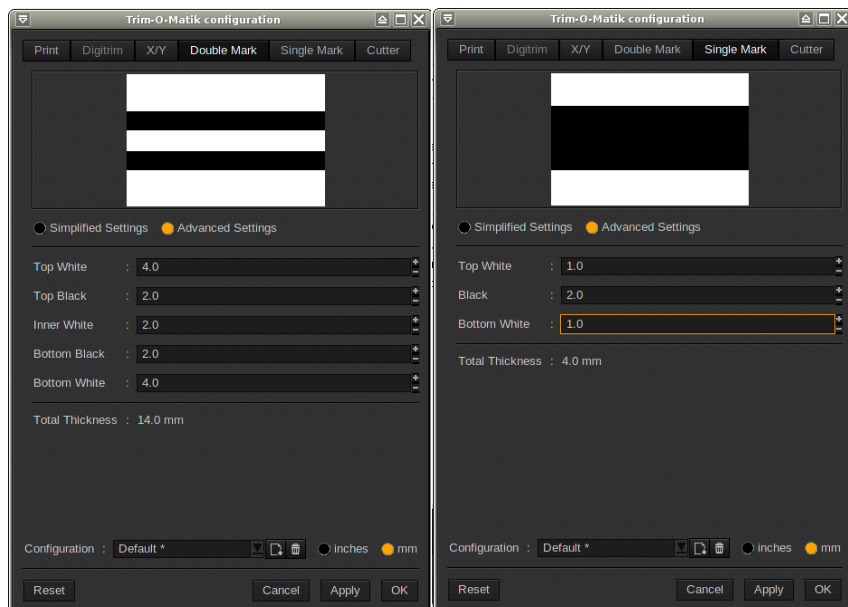 Trim-O-Matik configuration
Print Digitrim X/Y Double Mark Single Mark Cutter
Simplified Settings Advanced Settings
Top White : 4.0
Top Black : 2.0
Inner White : 2.0
Bottom Black : 2.0
Bottom White : 4.0
Total Thickness : 14.0 mm
Configuration : Default * inches mm
Reset Cancel Apply OK
Trim-O-Matik configuration
Print Digitrim X/Y Double Mark Single Mark Cutter
Simplified Settings Advanced Settings
Top White : 1.0
Black : 2.0
Bottom White : 1.0
Total Thickness : 4.0 mm
Configuration : Default * inches mm
Reset Cancel Apply OK